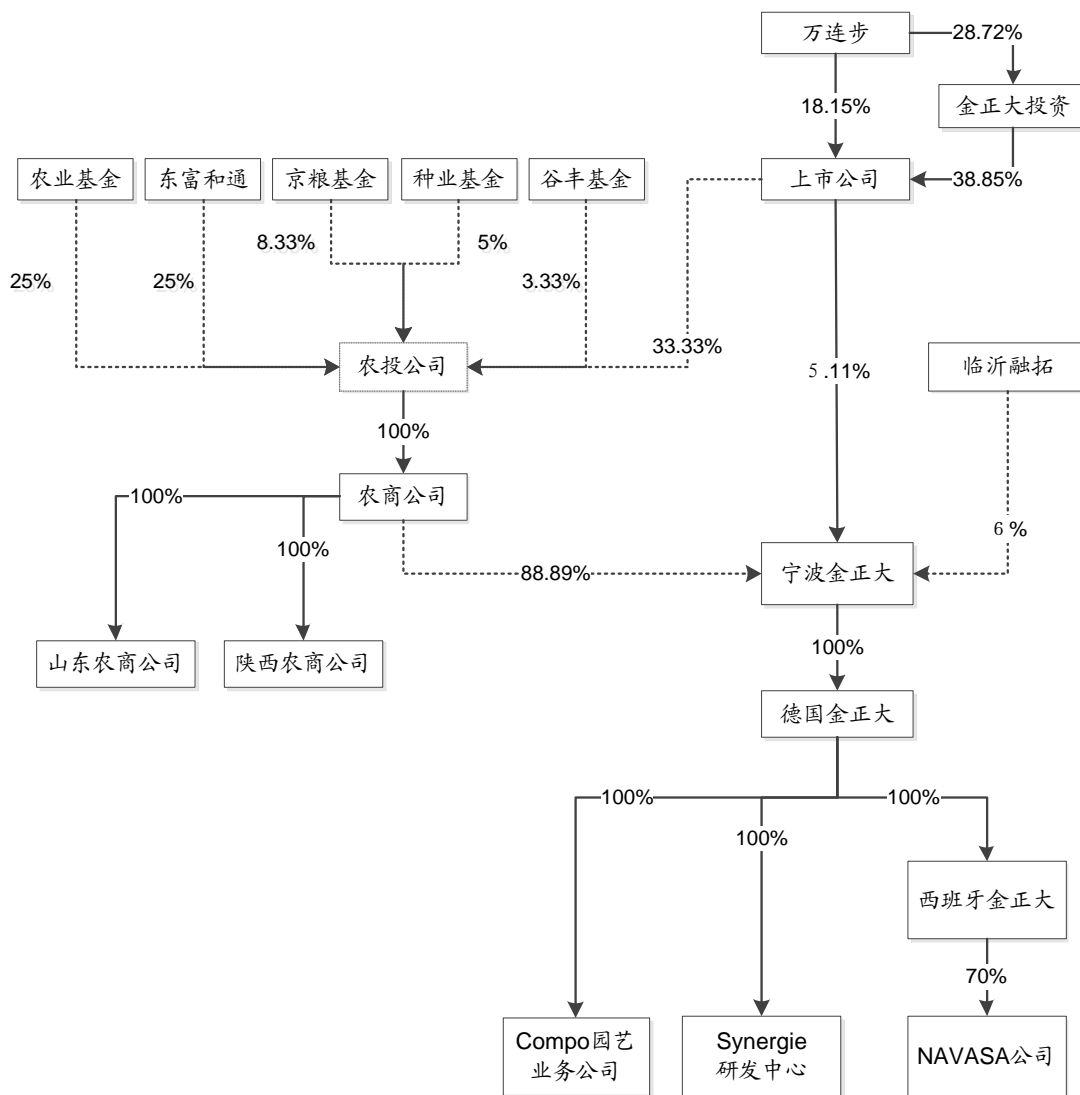 万连步
28.72%
18.15%
金正大投资
农业基金
东富和通
京粮基金
种业基金
谷丰基金
上市公司
38.85%
8.33%
5%
25%
25%
3.33%
农投公司
33.33%
5.11%
临沂融拓
100%
农商公司
100%
100%
6%
88.89%
宁波金正大
山东农商公司
陕西农商公司
100%
德国金正大
100%
100%
100%
西班牙金正大
70%
Compo园艺
业务公司
Synergie
研发中心
NAVASA公司